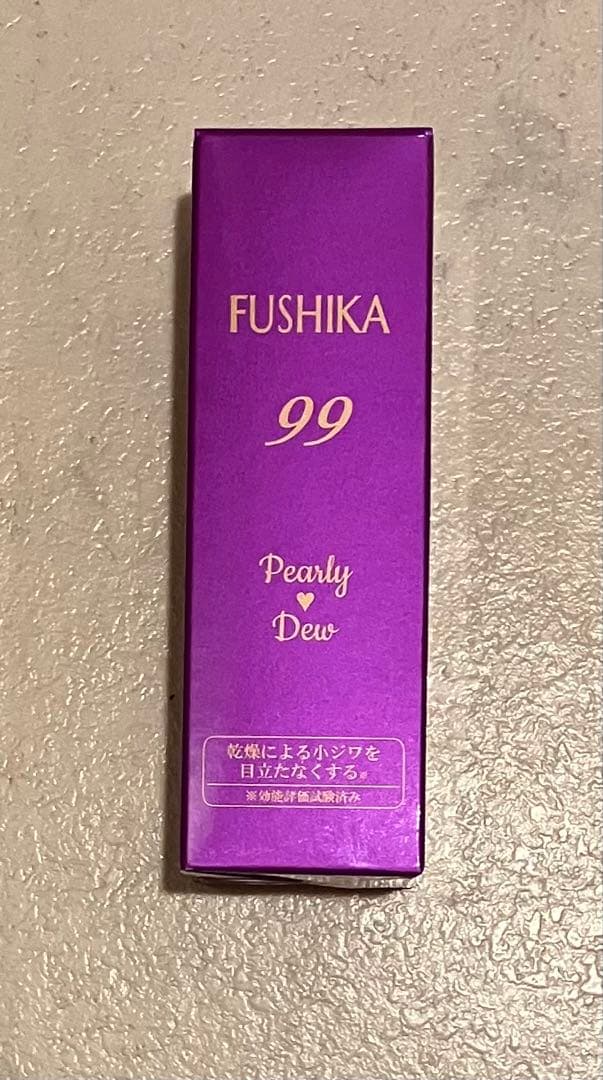 FUSHIKA
99
Pearly
♥
Dew
乾燥による小ジワを
目立たなくする※
※効能評価試験済み